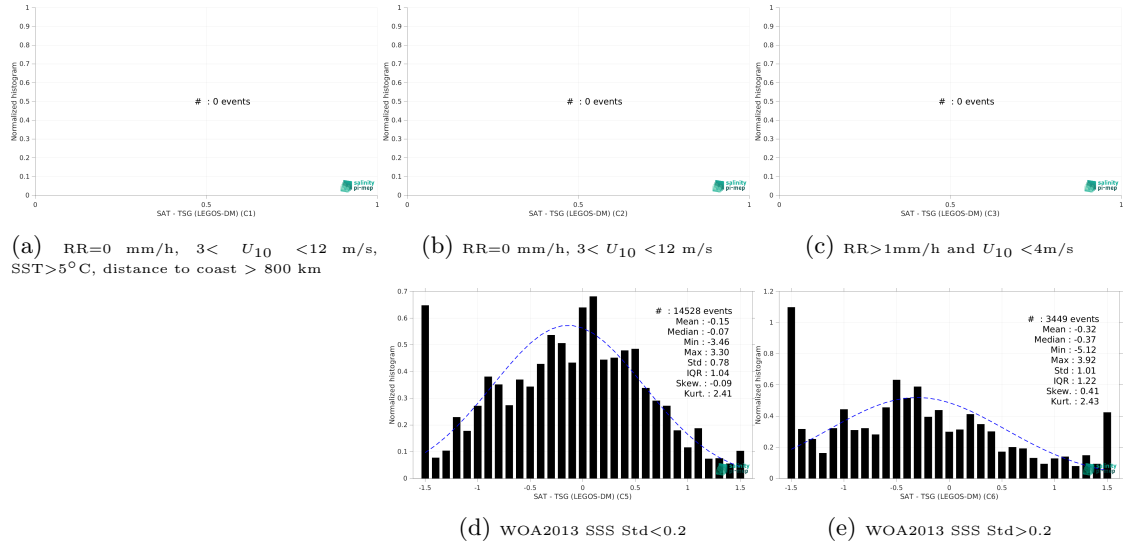 1
0.9
0.8
0.7
0.6
0.5
0.4
0.3
0.2
0.1
0
Normalized histogram
# : 0 events
salinity
pi-mep
0 0.5 1
SAT - TSG (LEGOS-DM) (C1)
(a) RR=0 mm/h, 3< U10 <12 m/s,
SST>5°C, distance to coast > 800 km
1
0.9
0.8
0.7
0.6
0.5
0.4
0.3
0.2
0.1
0
Normalized histogram
# : 0 events
salinity
pi-mep
0 0.5 1
SAT - TSG (LEGOS-DM) (C2)
(b) RR=0 mm/h, 3< U10 <12 m/s
1
0.9
0.8
0.7
0.6
0.5
0.4
0.3
0.2
0.1
0
Normalized histogram
# : 0 events
salinity
pi-mep
0 0.5 1
SAT - TSG (LEGOS-DM) (C3)
(c) RR>1mm/h and U10 <4m/s
0.7
0.6
0.5
0.4
0.3
0.2
0.1
0
Normalized histogram
# : 14528 events
Mean : -0.15
Median : -0.07
Min : -3.46
Max : 3.30
Std : 0.78
IQR : 1.04
Skew. : -0.09
Kurt. : 2.41
salinity
pi-mep
-1.5 -1 -0.5 0 0.5 1 1.5
SAT - TSG (LEGOS-DM) (C5)
(d) WOA2013 SSS Std<0.2
1.2
1
0.8
0.6
0.4
0.2
0
Normalized histogram
# : 3449 events
Mean : -0.32
Median : -0.37
Min : -5.12
Max : 3.92
Std : 1.01
IQR : 1.22
Skew. : 0.41
Kurt. : 2.43
salinity
pi-mep
-1.5 -1 -0.5 0 0.5 1 1.5
SAT - TSG (LEGOS-DM) (C6)
(e) WOA2013 SSS Std>0.2